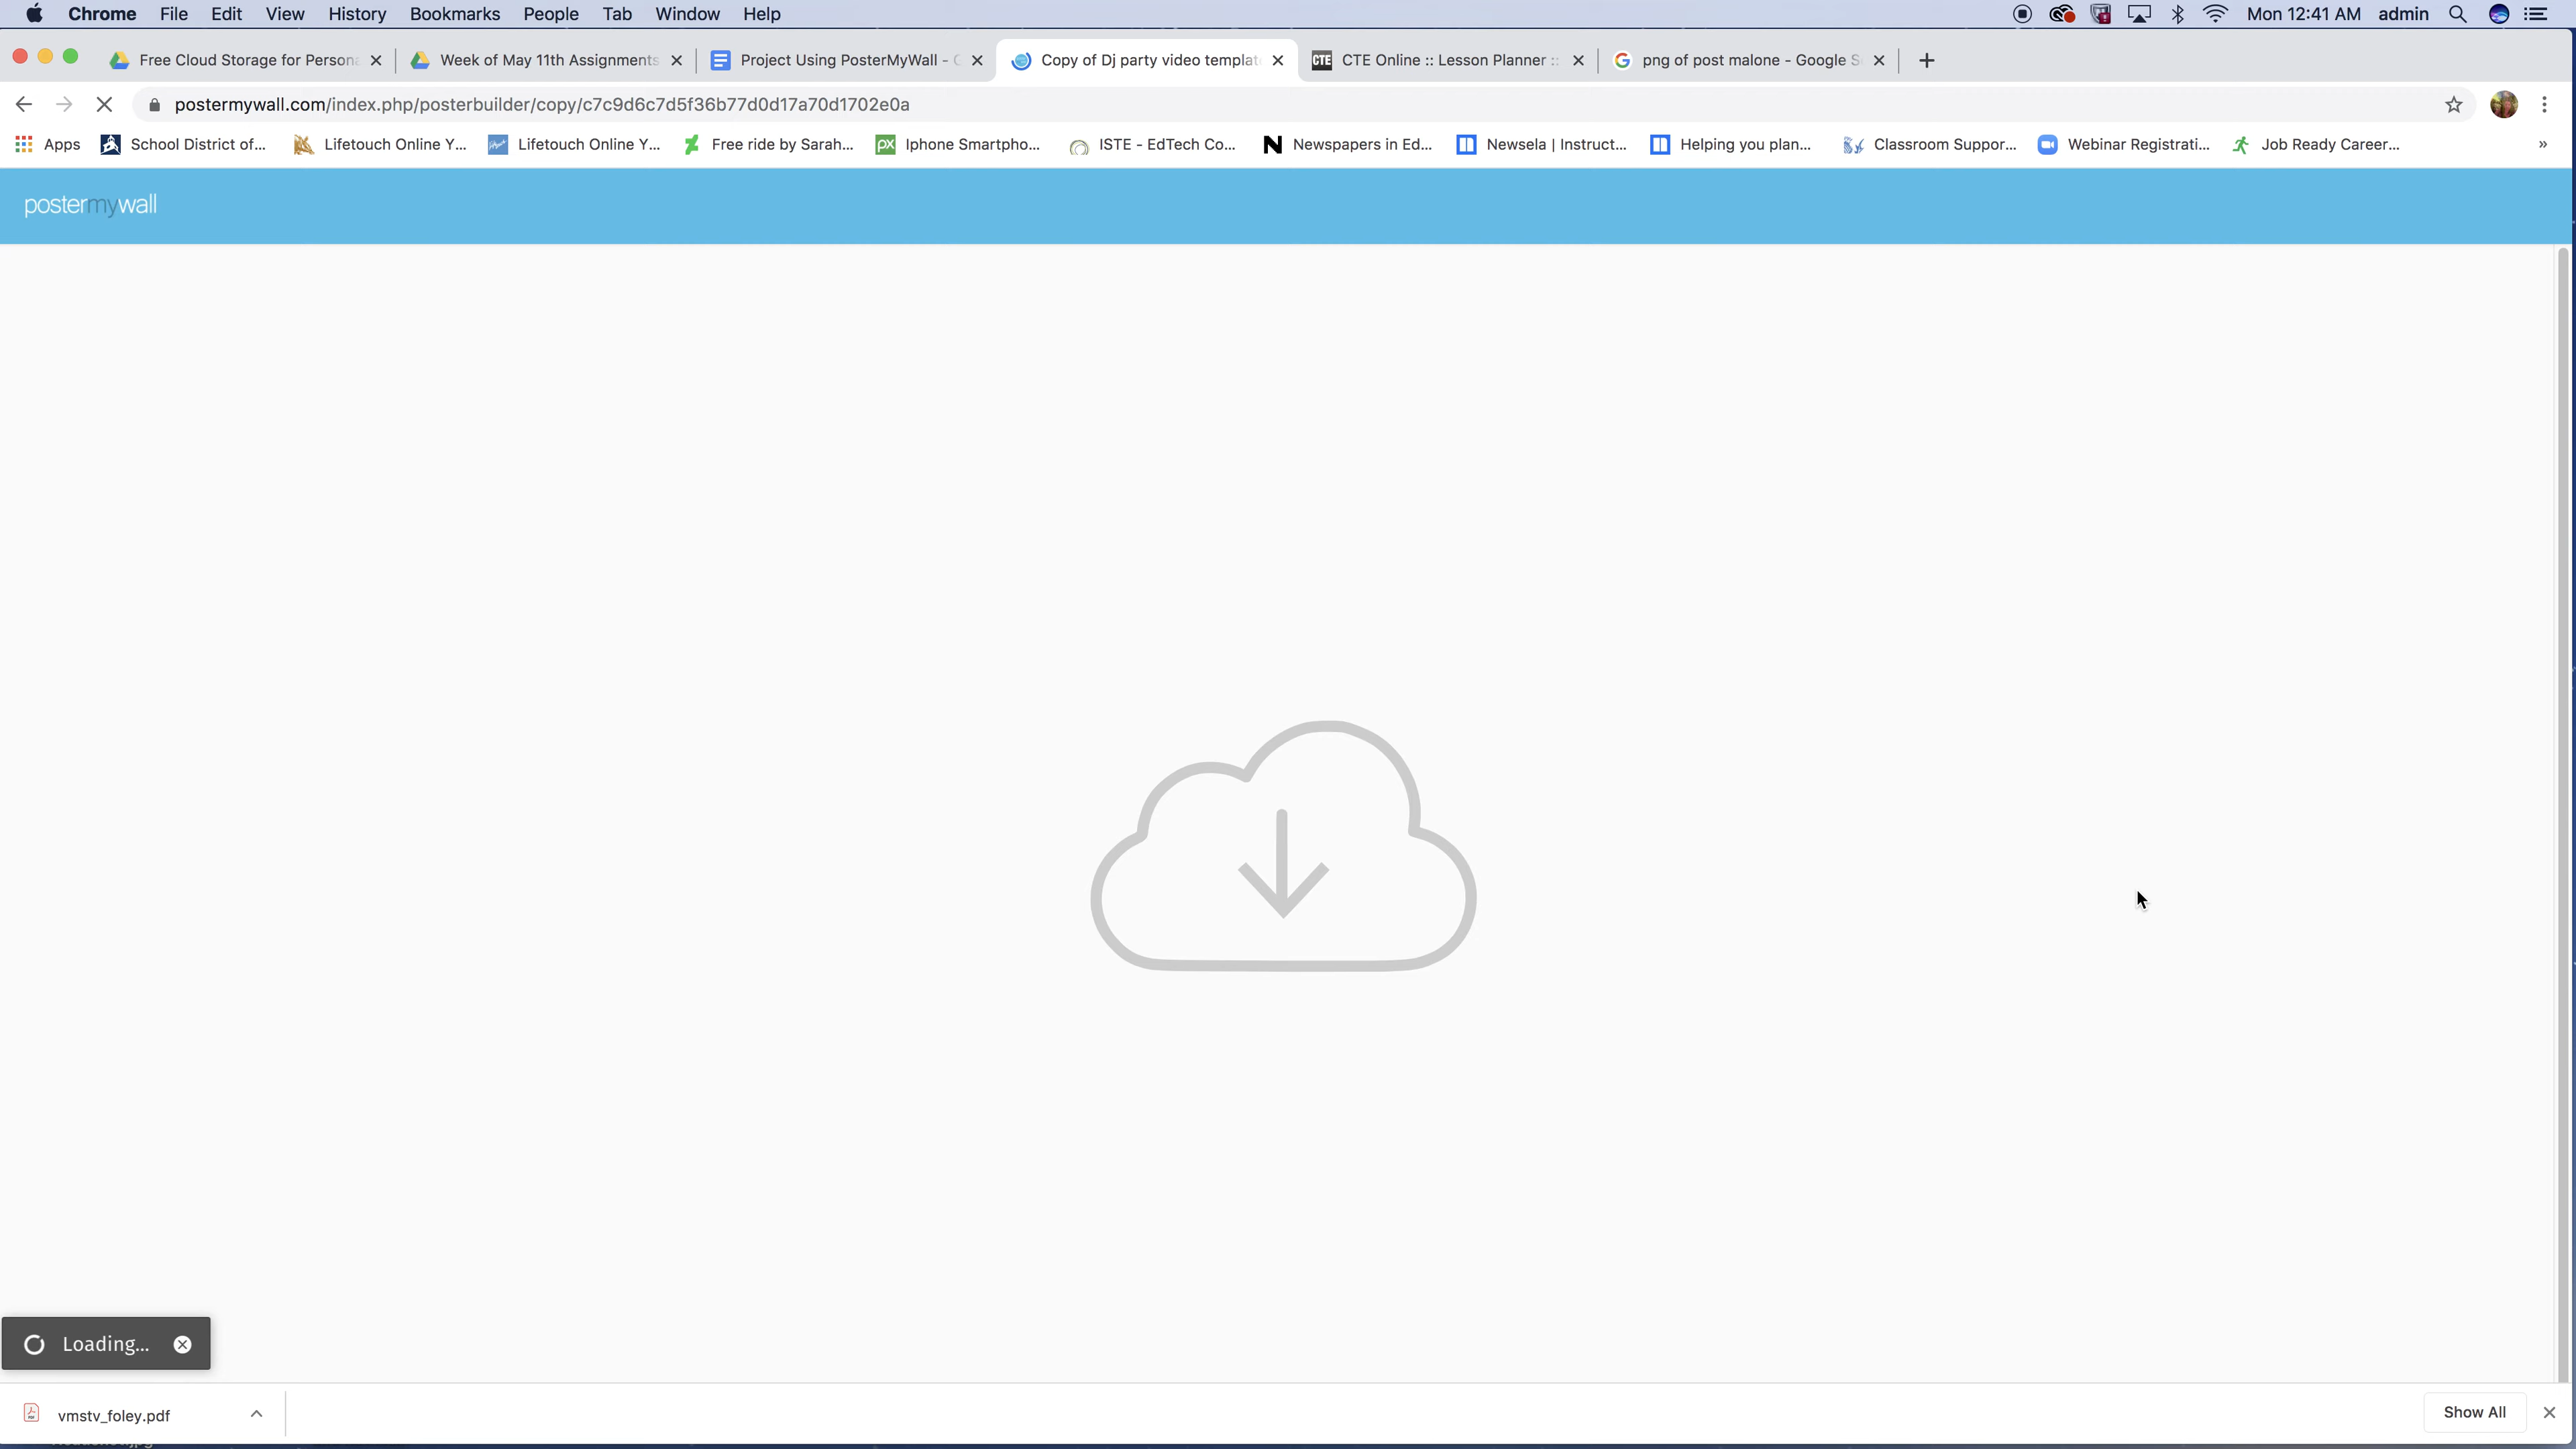 Chrome File Edit View History Bookmarks People Tab Window Help Mon 12:41 AM admin
Free Cloud Storage for Persona Week of May 11th Assignments Project Using PosterMyWall - Copy of Dj party video templat CTE CTE Online :: Lesson Planner :: png of post malone - Google S
postermywall.com/index.php/posterbuilder/copy/c7c9d6c7d5f36b77d0d17a70d1702e0a
Apps School District of... Lifetouch Online Y... Lifetouch Online Y... Free ride by Sarah... px Iphone Smartpho... ISTE - EdTech Co... N Newspapers in Ed... Newsela | Instruct... Helping you plan... Classroom Suppor... Webinar Registrati... Job Ready Career... »
postermywall
Loading...
vmstv_foley.pdf Show All